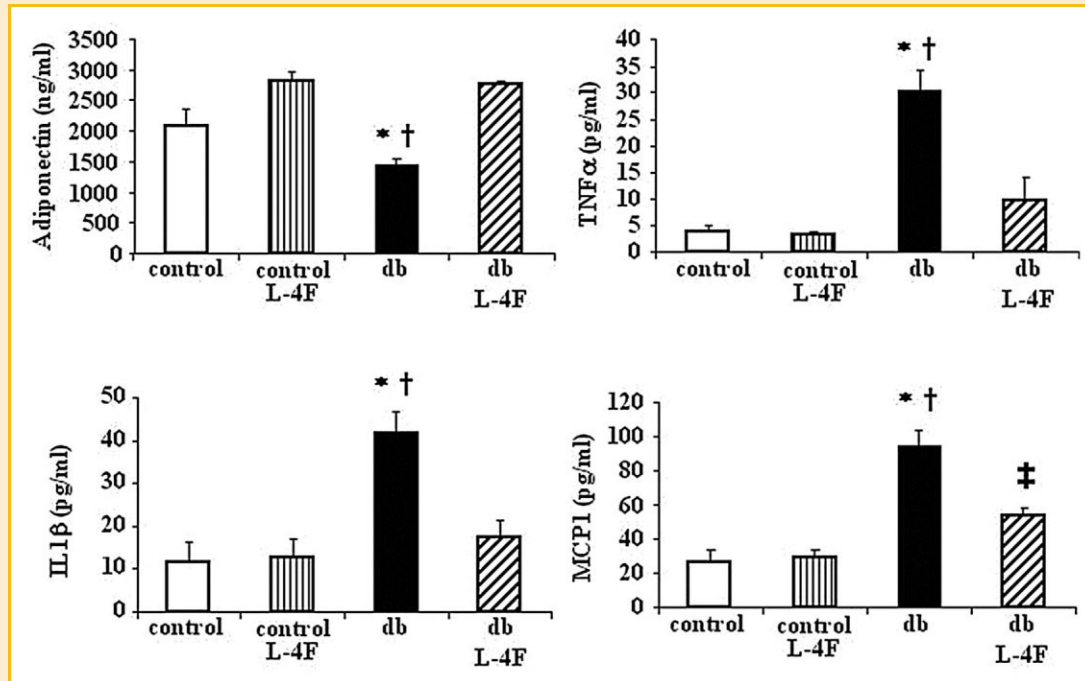 Adiponectin (ng/ml)
3500
3000
2500
2000
1500
1000
500
0
* †
control
control
L-4F
db
db
L-4F
TNFα (pg/ml)
40
35
30
25
20
15
10
5
0
* †
control
control
L-4F
db
db
L-4F
IL1β (pg/ml)
50
40
30
20
10
0
* †
control
control
L-4F
db
db
L-4F
MCP1 (pg/ml)
120
100
80
60
40
20
0
* †
‡
control
control
L-4F
db
db
L-4F